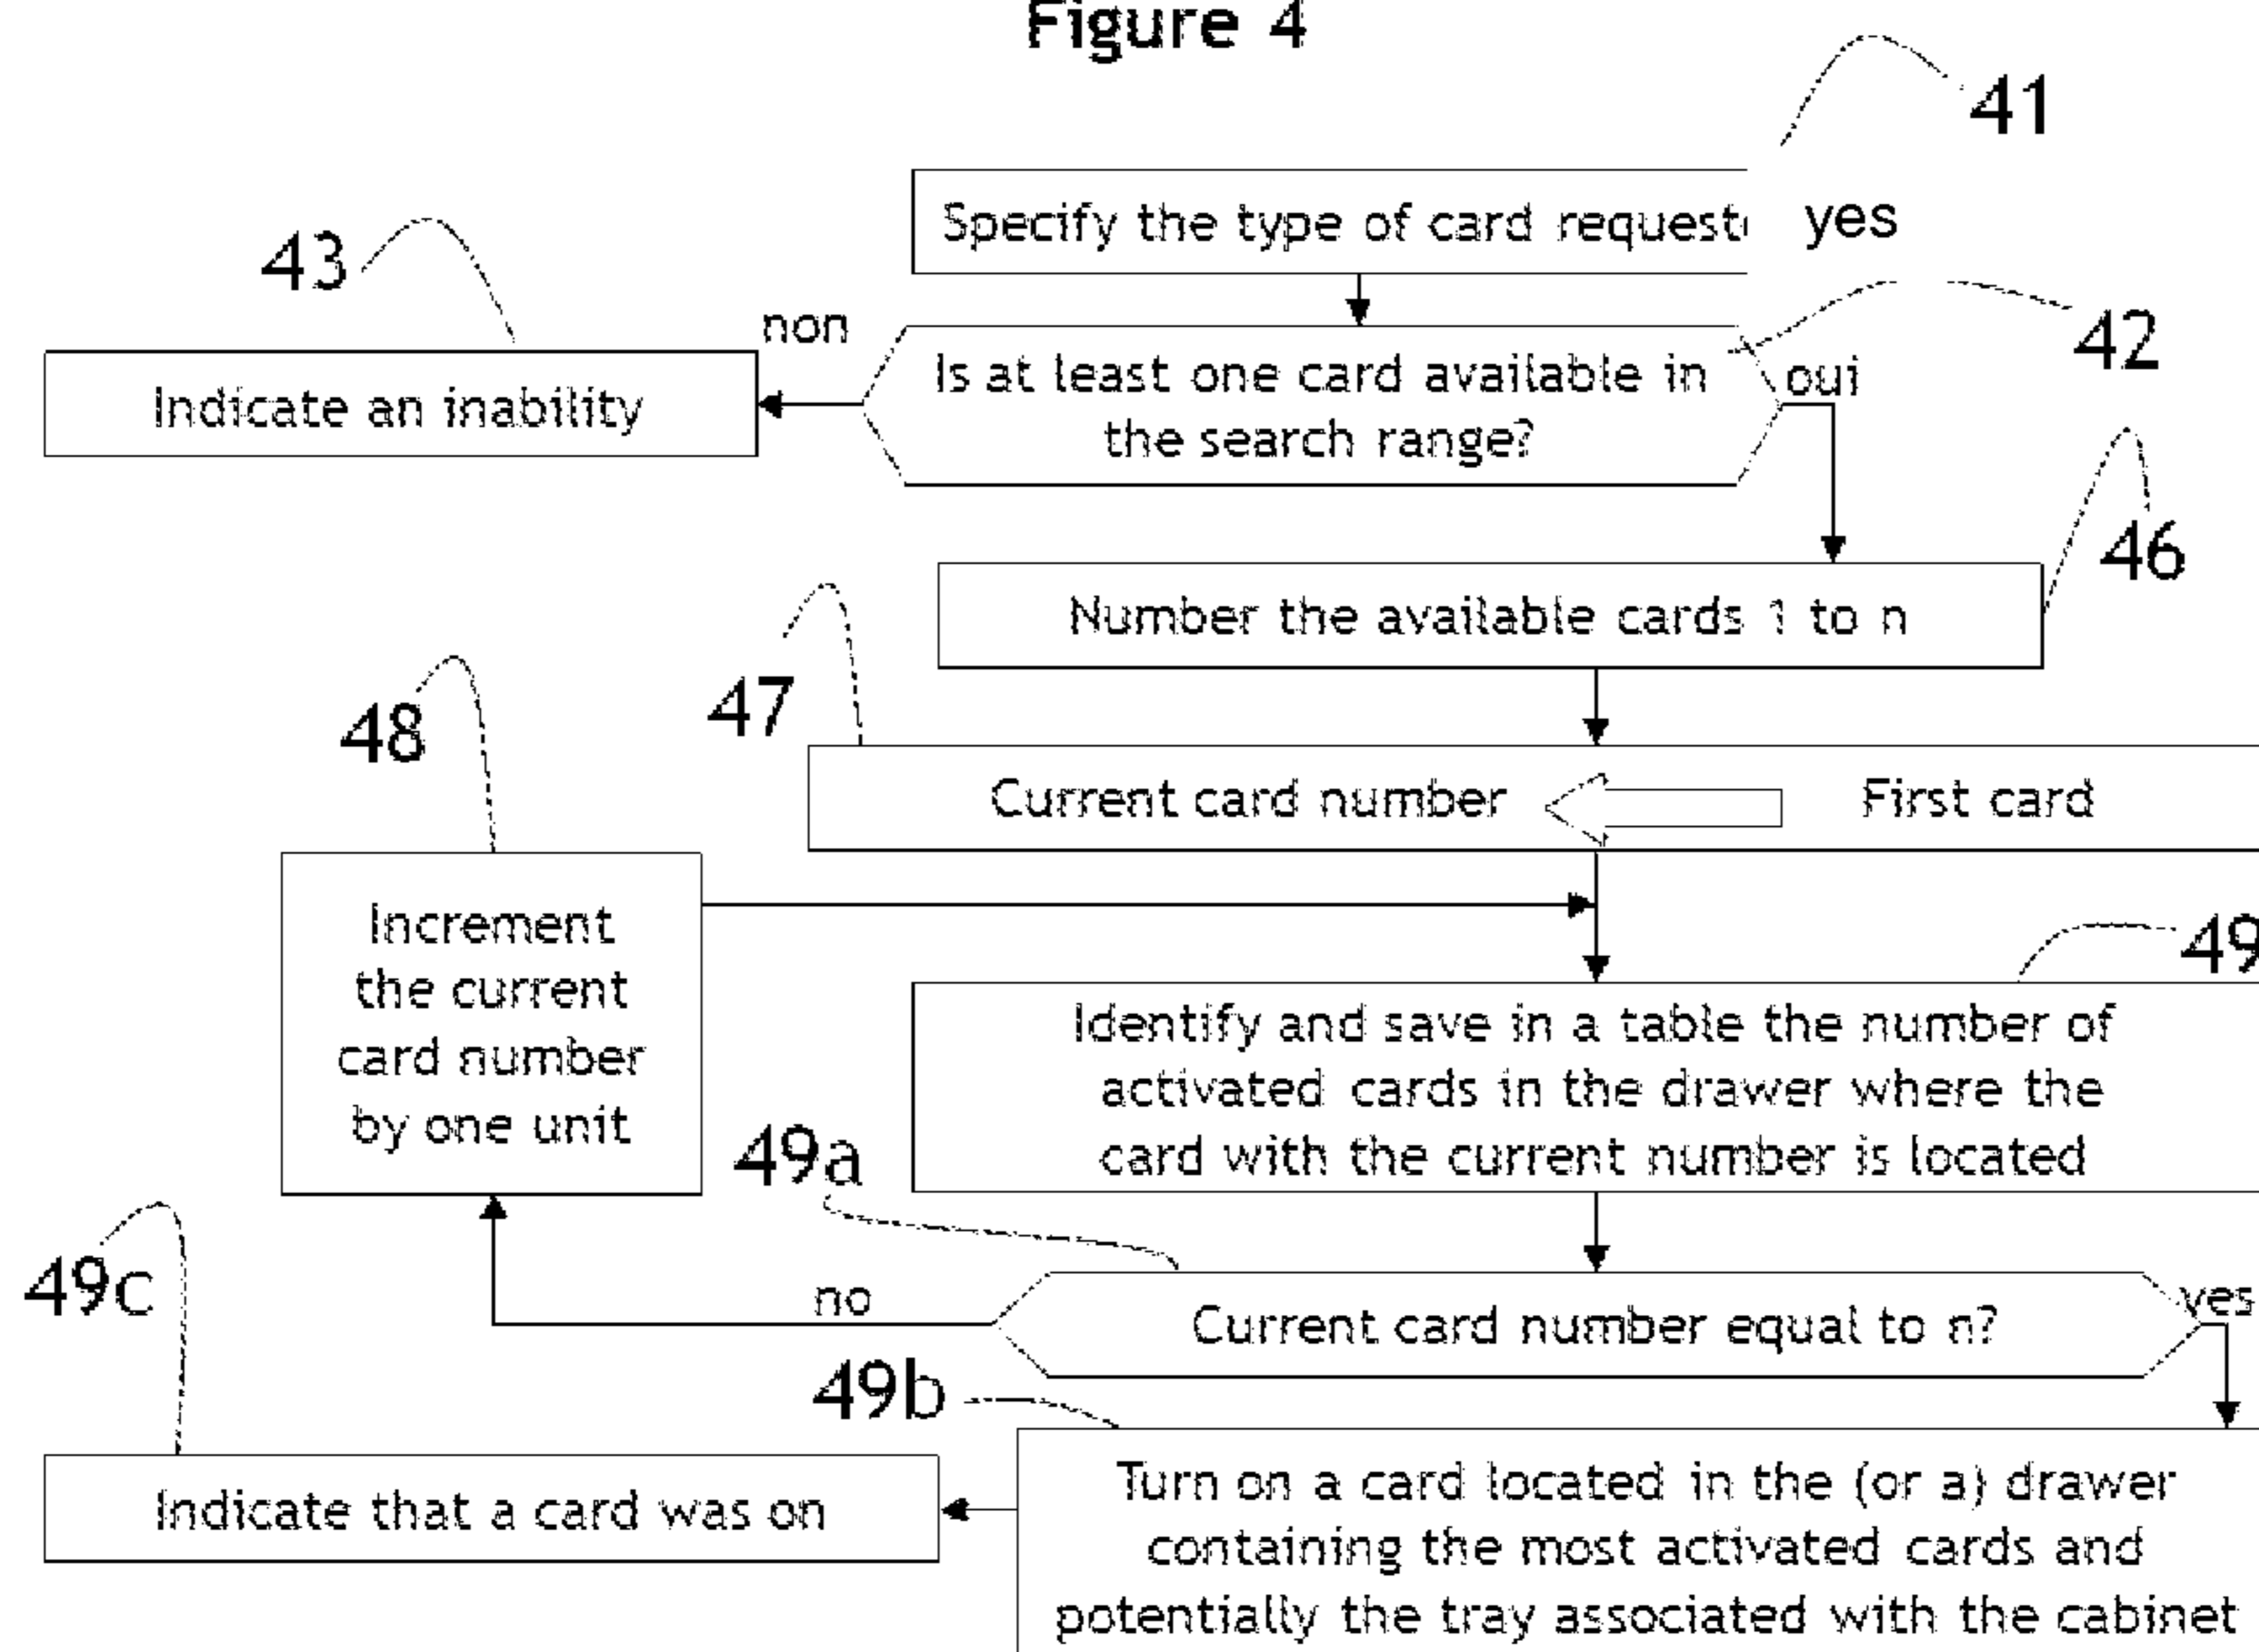 Figure 4
41
Specify the type of card request
yes
43
non
42
Is at least one card available in
the search range?
oui
Indicate an inability
46
Number the available cards 1 to n
47
48
Current card number
First card
Increment
the current
card number
by one unit
49
Identify and save in a table the number of
activated cards in the drawer where the
card with the current number is located
49a
49c
no
Current card number equal to n?
yes
49b
Indicate that a card was on
Turn on a card located in the (or a) drawer
containing the most activated cards and
potentially the tray associated with the cabinet